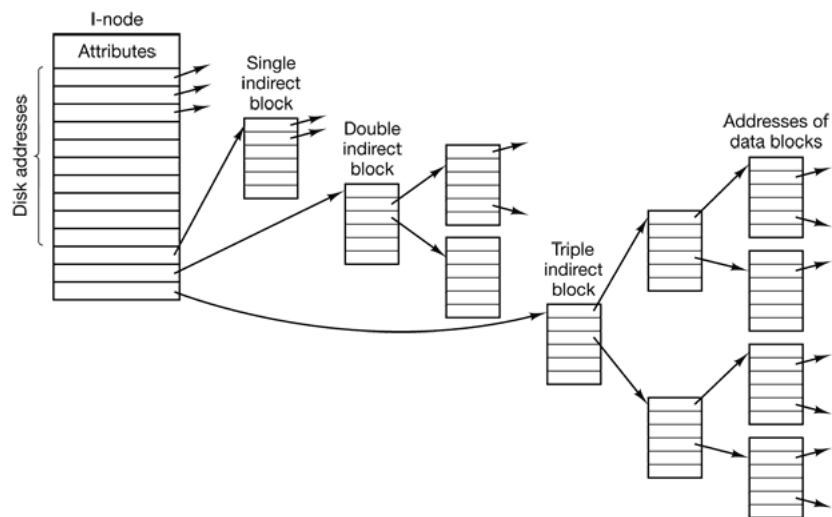 I-node
Attributes
Disk addresses
Single
indirect
block
Double
indirect
block
Triple
indirect
block
Addresses of
data blocks